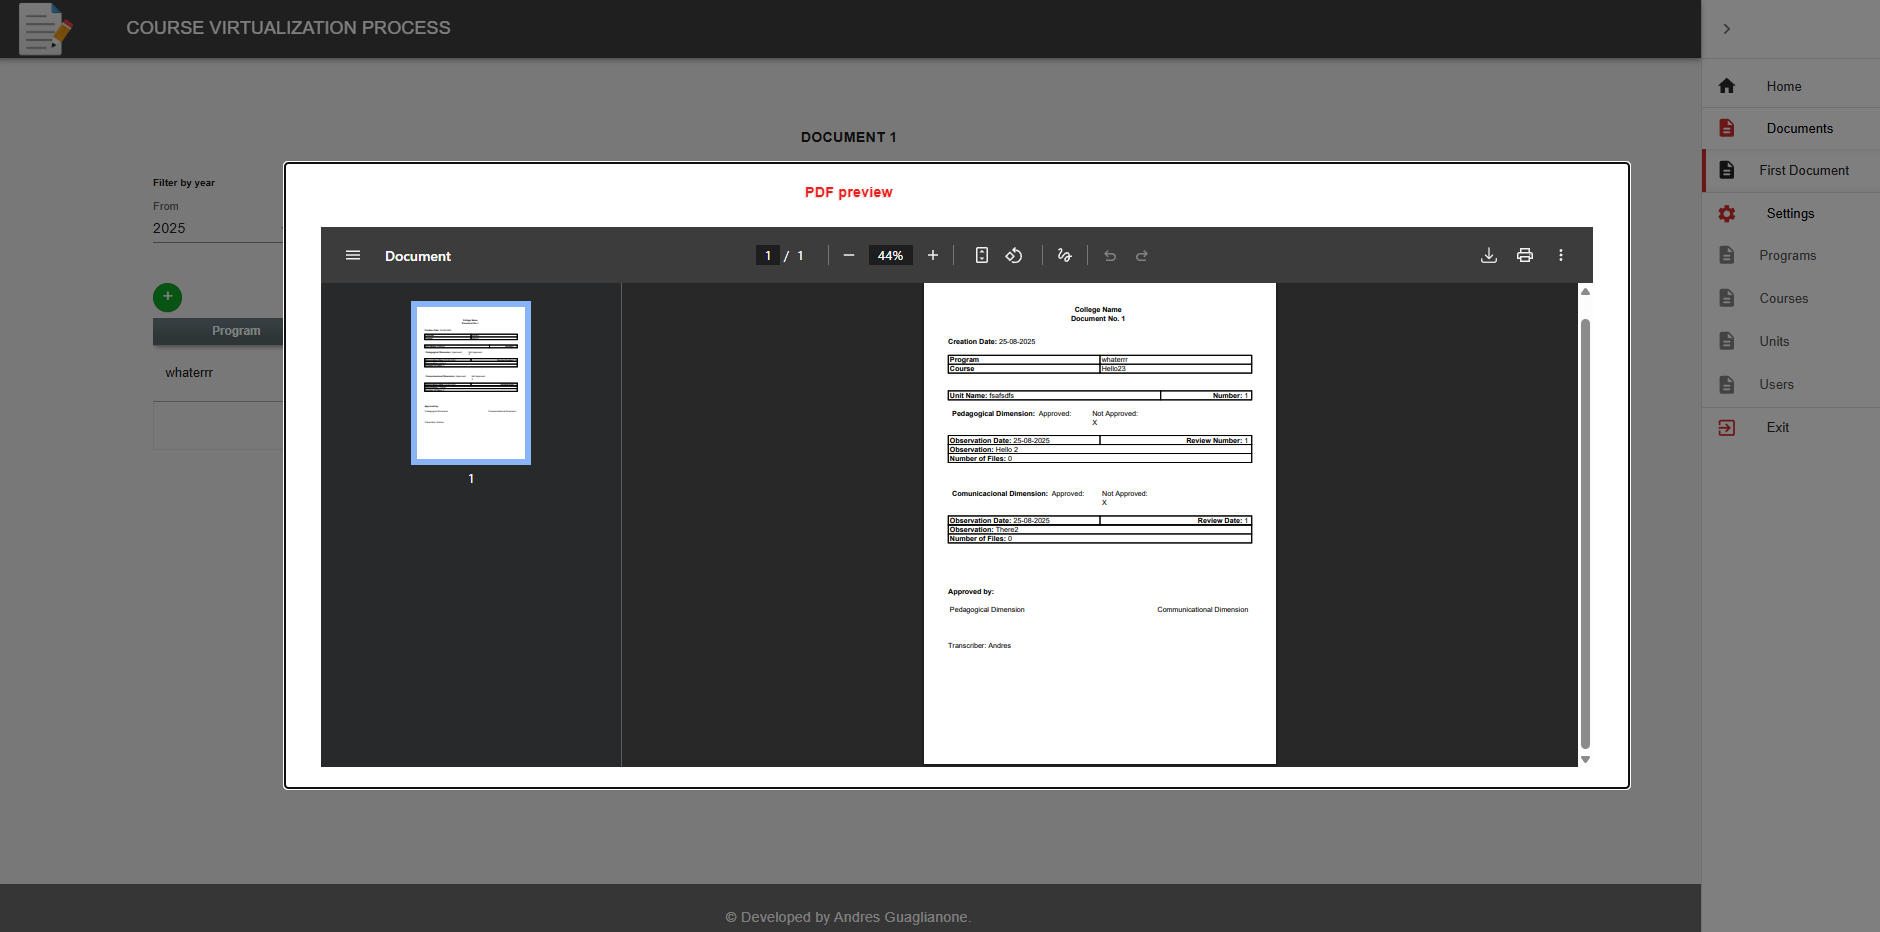 COURSE VIRTUALIZATION PROCESS
Home
Documents
First Document
Settings
Programs
Courses
Units
Users
Exit
DOCUMENT 1
Filter by year
From
2025
+
Program
whaterrr
PDF preview
Document
1 / 1
44%
1
College Name
Document No. 1
Creation Date: 25-08-2025
Program whaterrr
Course Hello23
Unit Name: fsafsdfs Number: 1
Pedagogical Dimension: Approved: Not Approved:
X
Observation Date: 25-08-2025 Review Number: 1
Observation: Hello 2
Number of Files: 0
Comunicacional Dimension: Approved: Not Approved:
X
Observation Date: 25-08-2025 Review Date: 1
Observation: There2
Number of Files: 0
Approved by:
Pedagogical Dimension Communicational Dimension
Transcriber: Andres
© Developed by Andres Guaglianone.